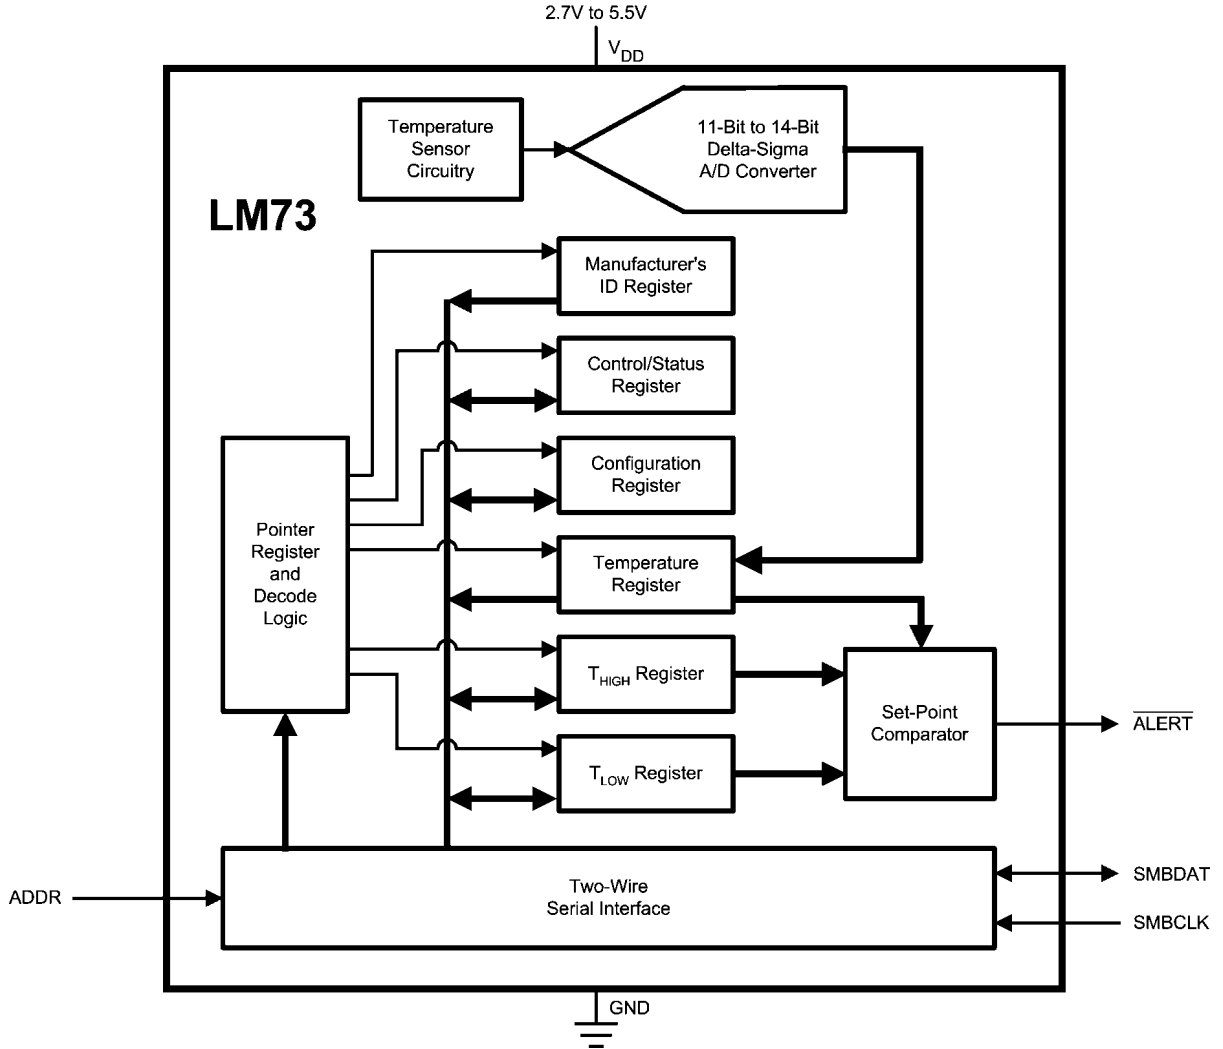 2.7V to 5.5V
VDD
Temperature
Sensor
Circuitry
11-Bit to 14-Bit
Delta-Sigma
A/D Converter
LM73
Manufacturer's
ID Register
Control/Status
Register
Configuration
Register
Pointer
Register
and
Decode
Logic
Temperature
Register
THIGH Register
Set-Point
Comparator
ALERT
TLOW Register
ADDR
Two-Wire
Serial Interface
SMBDAT
SMBCLK
GND